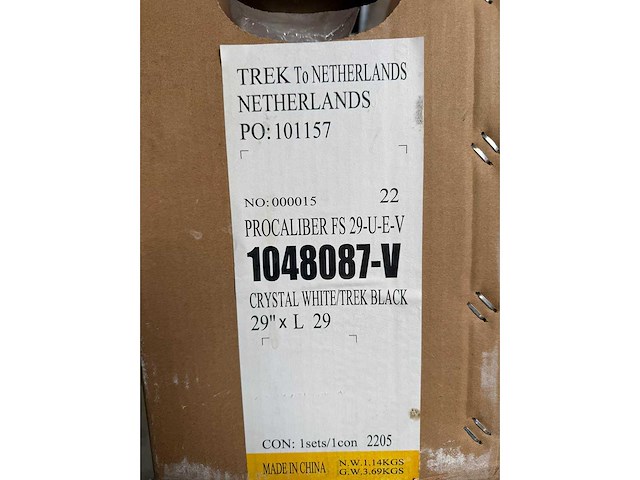 TREK To NETHERLANDS
NETHERLANDS
PO: 101157
NO: 000015 22
PROCALIBER FS 29-U-E-V
1048087-V
CRYSTAL WHITE/TREK BLACK
29" x L 29
CON: 1sets/1con 2205
MADE IN CHINA N.W.1.14KGS
G.W.3.69KGS